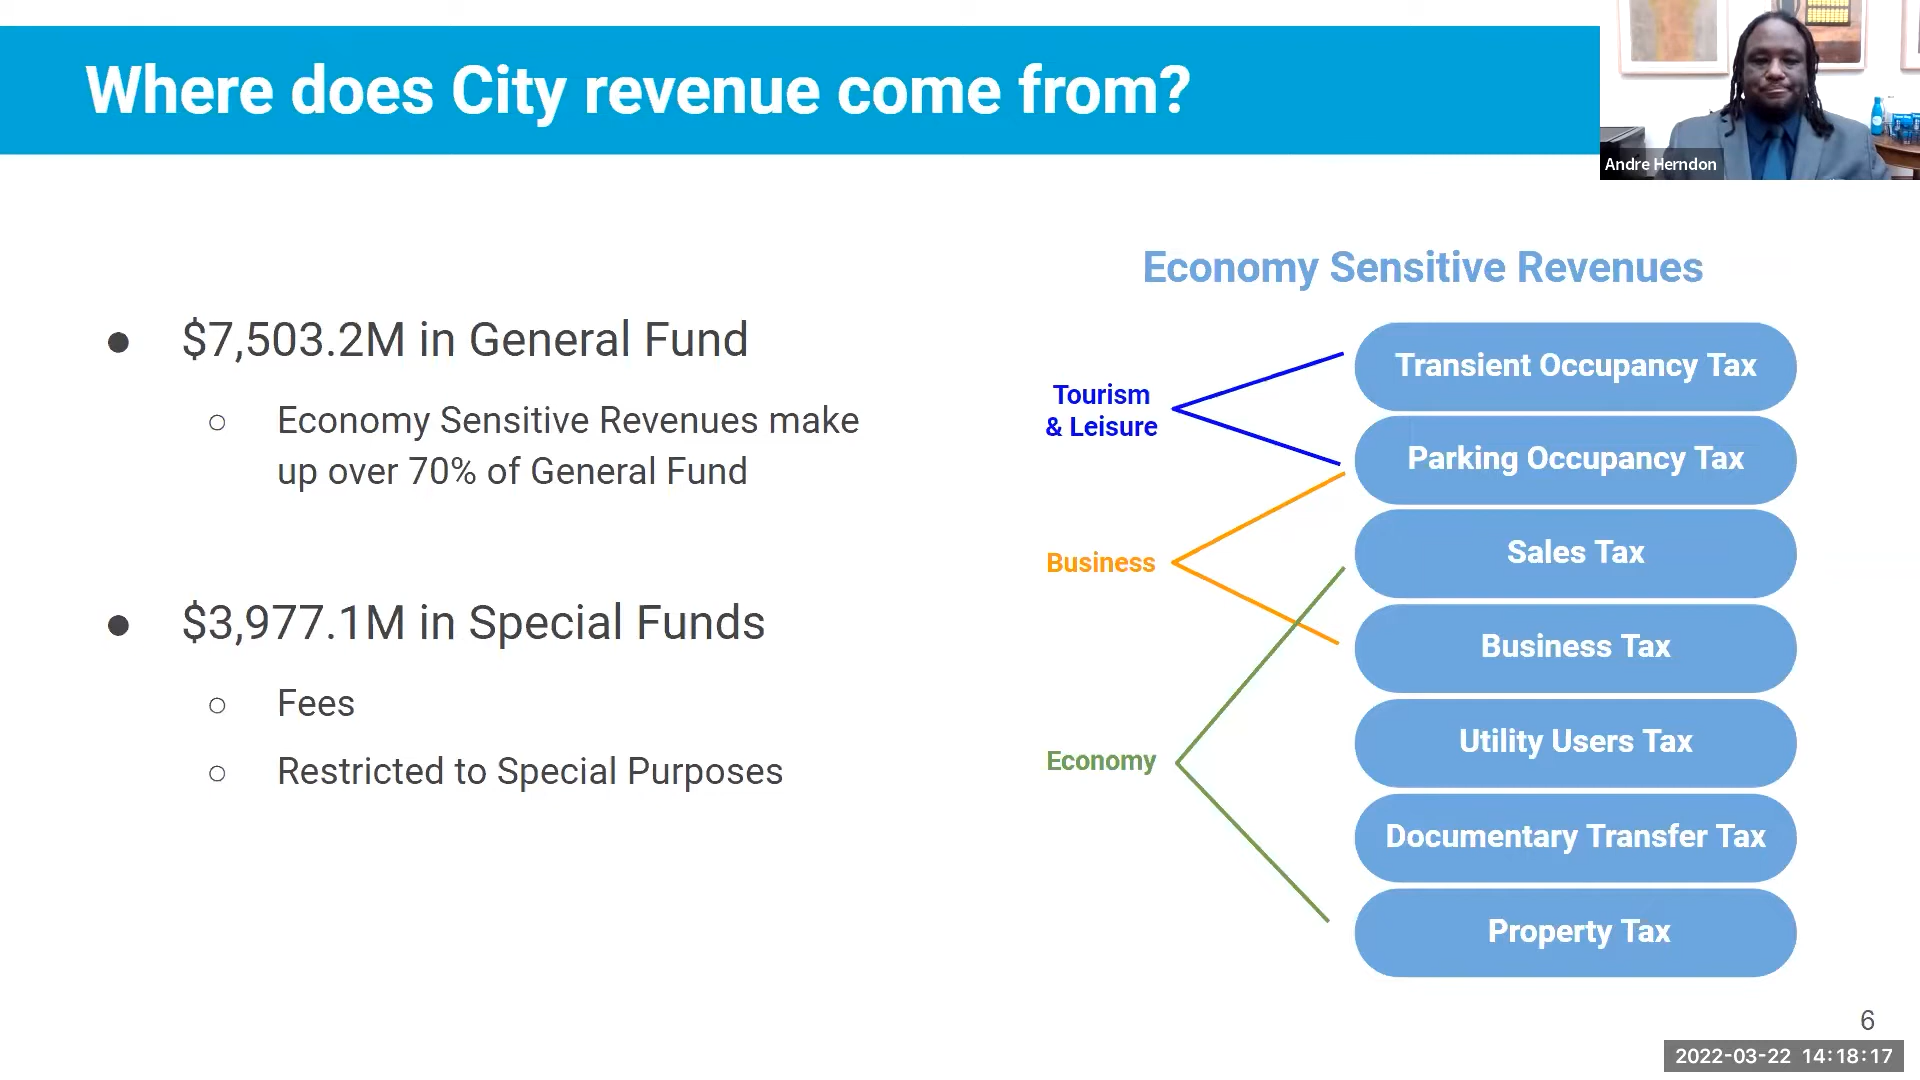 Where does City revenue come from?
Andre Herndon
● $7,503.2M in General Fund
○ Economy Sensitive Revenues make
up over 70% of General Fund
● $3,977.1M in Special Funds
○ Fees
○ Restricted to Special Purposes
Economy Sensitive Revenues
Tourism
& Leisure
Business
Economy
Transient Occupancy Tax
Parking Occupancy Tax
Sales Tax
Business Tax
Utility Users Tax
Documentary Transfer Tax
Property Tax
6
2022-03-22 14:18:17